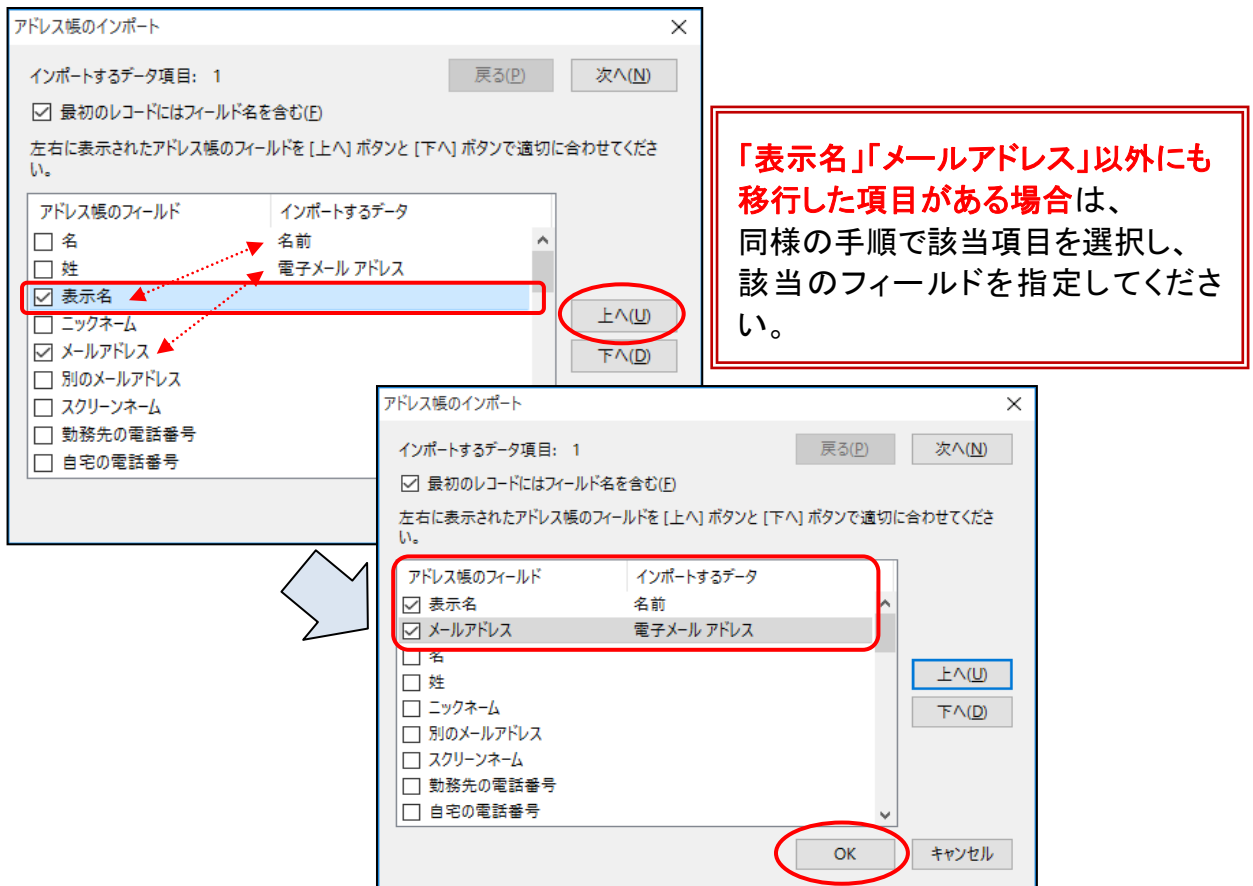 アドレス帳のインポート
インポートするデータ項目: 1
戻る(P)
次へ(N)
最初のレコードにはフィールド名を含む(F)
左右に表示されたアドレス帳のフィールドを [上へ] ボタンと [下へ] ボタンで適切に合わせてくださ
い。
アドレス帳のフィールド インポートするデータ
名 名前
姓 電子メール アドレス
表示名
ニックネーム
メールアドレス
別のメールアドレス
スクリーンネーム
勤務先の電話番号
自宅の電話番号
上へ(U)
下へ(D)
「表示名」「メールアドレス」以外にも
移行した項目がある場合は、
同様の手順で該当項目を選択し、
該当のフィールドを指定してくださ
い。
アドレス帳のインポート
インポートするデータ項目: 1
戻る(P)
次へ(N)
最初のレコードにはフィールド名を含む(F)
左右に表示されたアドレス帳のフィールドを [上へ] ボタンと [下へ] ボタンで適切に合わせてくださ
い。
アドレス帳のフィールド インポートするデータ
表示名 名前
メールアドレス 電子メール アドレス
名
姓
ニックネーム
別のメールアドレス
スクリーンネーム
勤務先の電話番号
自宅の電話番号
上へ(U)
下へ(D)
OK
キャンセル